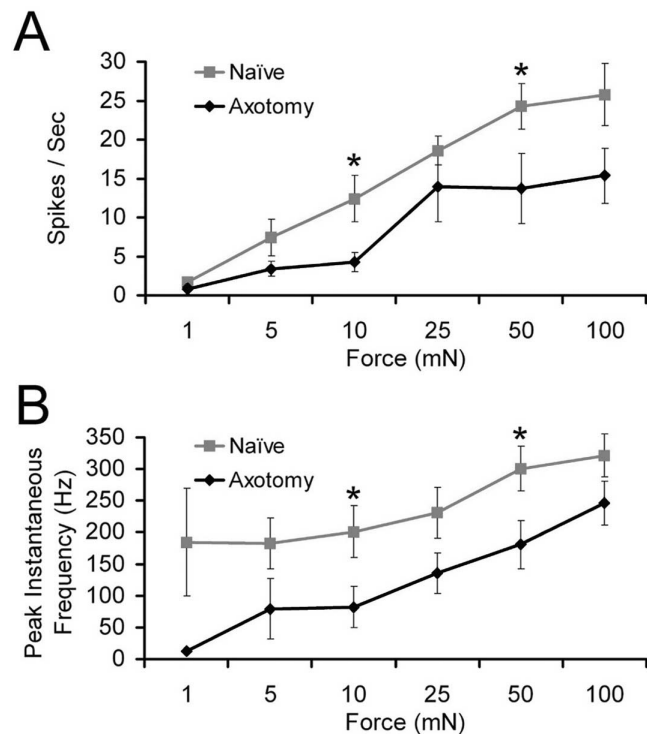 A
30
25
20
15
10
5
0
Spikes / Sec
Naïve
Axotomy
*
*
1 5 10 25 50 100
Force (mN)
B
350
300
250
200
150
100
50
0
Peak Instantaneous
Frequency (Hz)
Naïve
Axotomy
*
*
1 5 10 25 50 100
Force (mN)